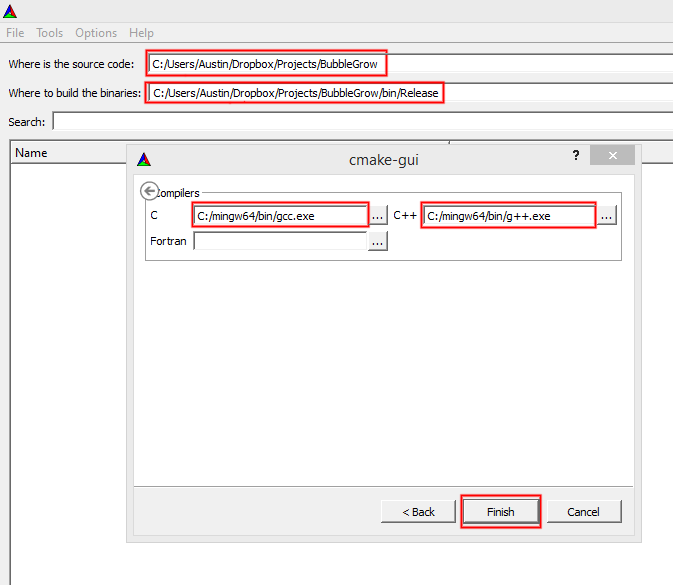 File Tools Options Help
Where is the source code: C:/Users/Austin/Dropbox/Projects/BubbleGrow
Where to build the binaries: C:/Users/Austin/Dropbox/Projects/BubbleGrow/bin/Release
Search:
Name
cmake-gui ?
Compilers
C C:/mingw64/bin/gcc.exe ... C++ C:/mingw64/bin/g++.exe ...
Fortran ...
< Back Finish Cancel